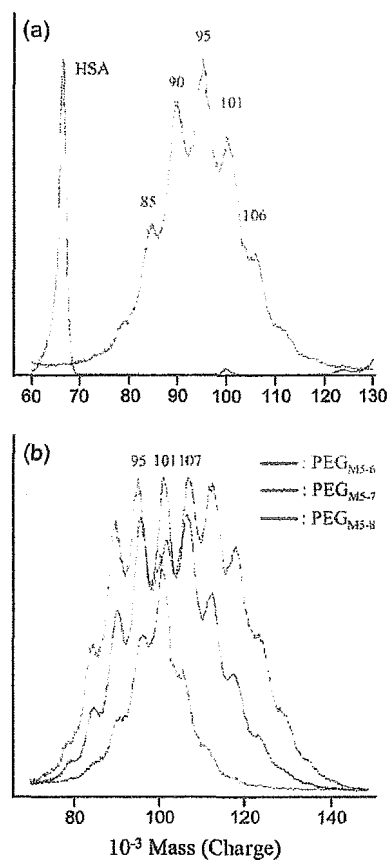 (a)
95
HSA
90
101
85
106
60 70 80 90 100 110 120 130
(b)
95 101 107
: PEGM5-6
: PEGM5-7
: PEGM5-8
80 100 120 140
10-3 Mass (Charge)